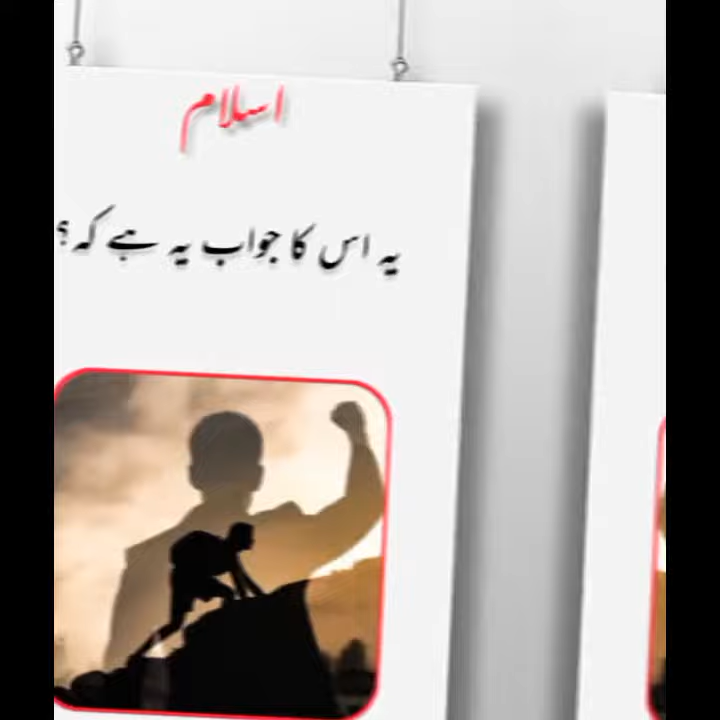 اسلام
یہ اس کا جواب یہ ہے کہ؟